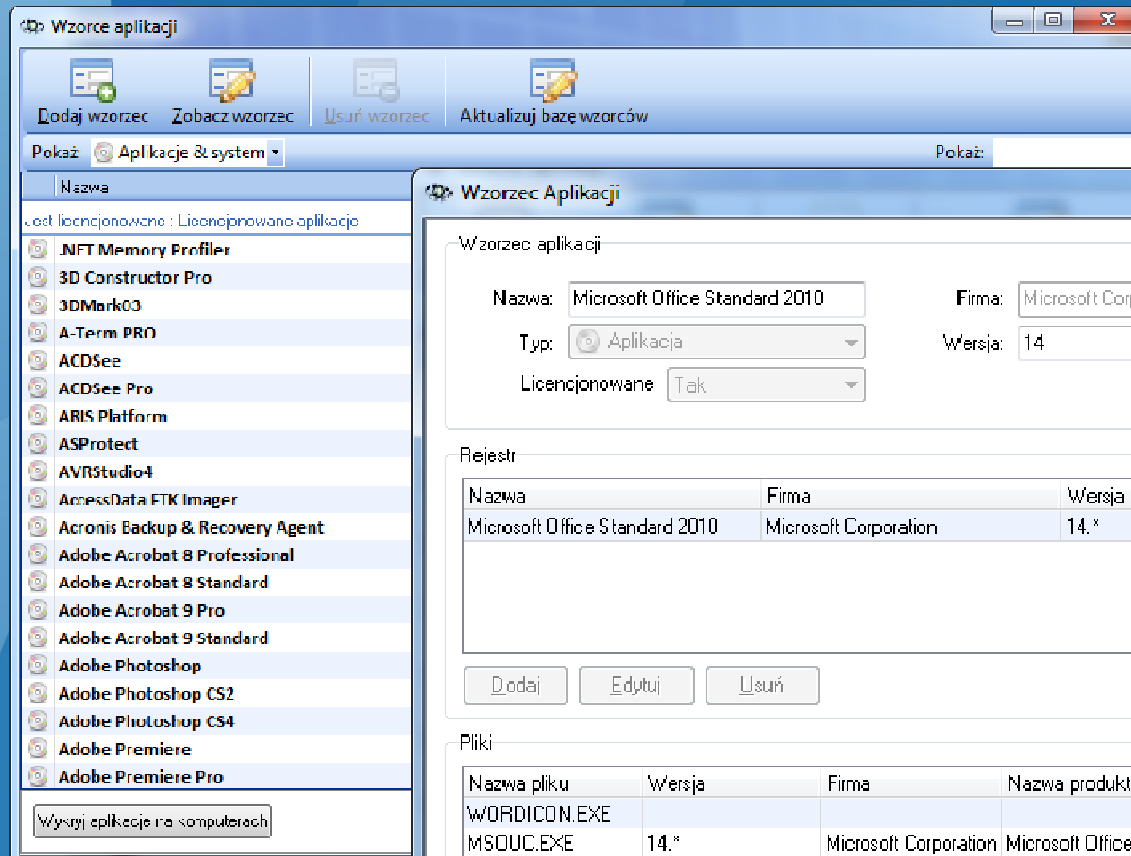 Wzorce aplikacji
Dodaj wzorzec Zobacz wzorzec Usuń wzorzec Aktualizuj bazę wzorców
Pokaż: Aplikacje & system Pokaż:
Nazwa
Jest licencjonowane : Licencjonowane aplikacje
.NET Memory Profiler
3D Constructor Pro
3DMark03
A-Term PRO
ACDSee
ACDSee Pro
ARIS Platform
ASProtect
AVRStudio4
AccessData FTK Imager
Acronis Backup & Recovery Agent
Adobe Acrobat 8 Professional
Adobe Acrobat 8 Standard
Adobe Acrobat 9 Pro
Adobe Acrobat 9 Standard
Adobe Photoshop
Adobe Photoshop CS2
Adobe Photoshop CS4
Adobe Premiere
Adobe Premiere Pro
Wykryj aplikacje na komputerach
Wzorzec Aplikacji
Wzorzec aplikacji
Nazwa: Microsoft Office Standard 2010 Firma: Microsoft Cor
Typ: Aplikacja Wersja: 14
Licencjonowane Tak
Rejestr
Nazwa Firma Wersja
Microsoft Office Standard 2010 Microsoft Corporation 14.*
Dodaj Edytuj Usuń
Pliki
Nazwa pliku Wersja Firma Nazwa produkt
WORDICON.EXE
MSOUC.EXE 14.* Microsoft Corporation Microsoft Office